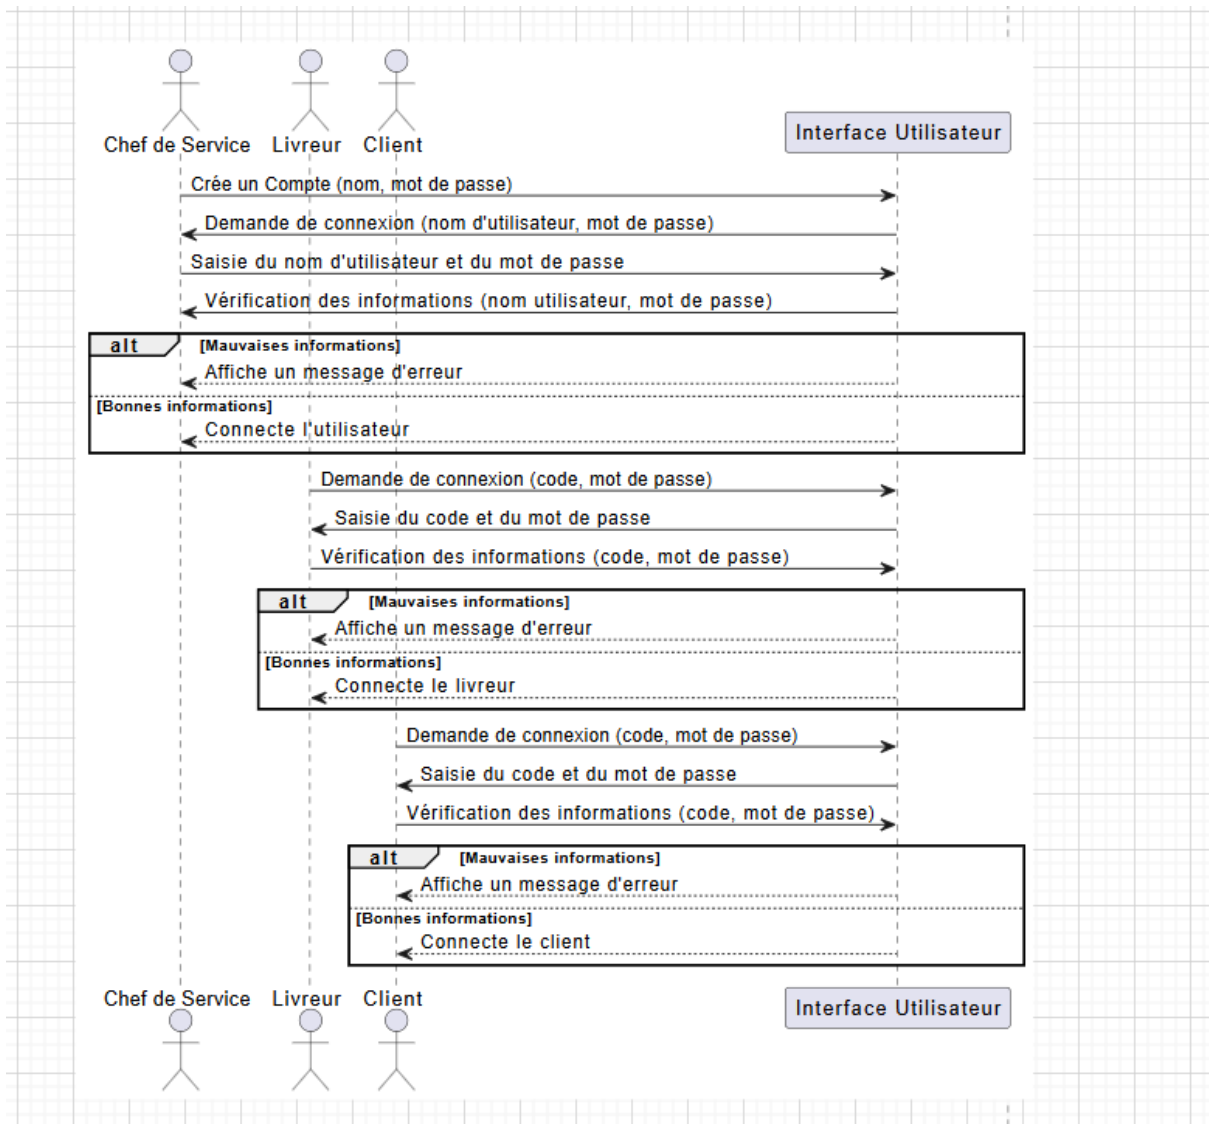 Chef de Service Livreur Client
Interface Utilisateur
Crée un Compte (nom, mot de passe)
Demande de connexion (nom d'utilisateur, mot de passe)
Saisie du nom d'utilisateur et du mot de passe
Vérification des informations (nom utilisateur, mot de passe)
alt [Mauvaises informations]
Affiche un message d'erreur
[Bonnes informations]
Connecte l'utilisateur
Demande de connexion (code, mot de passe)
Saisie du code et du mot de passe
Vérification des informations (code, mot de passe)
alt [Mauvaises informations]
Affiche un message d'erreur
[Bonnes informations]
Connecte le livreur
Demande de connexion (code, mot de passe)
Saisie du code et du mot de passe
Vérification des informations (code, mot de passe)
alt [Mauvaises informations]
Affiche un message d'erreur
[Bonnes informations]
Connecte le client
Chef de Service Livreur Client
Interface Utilisateur